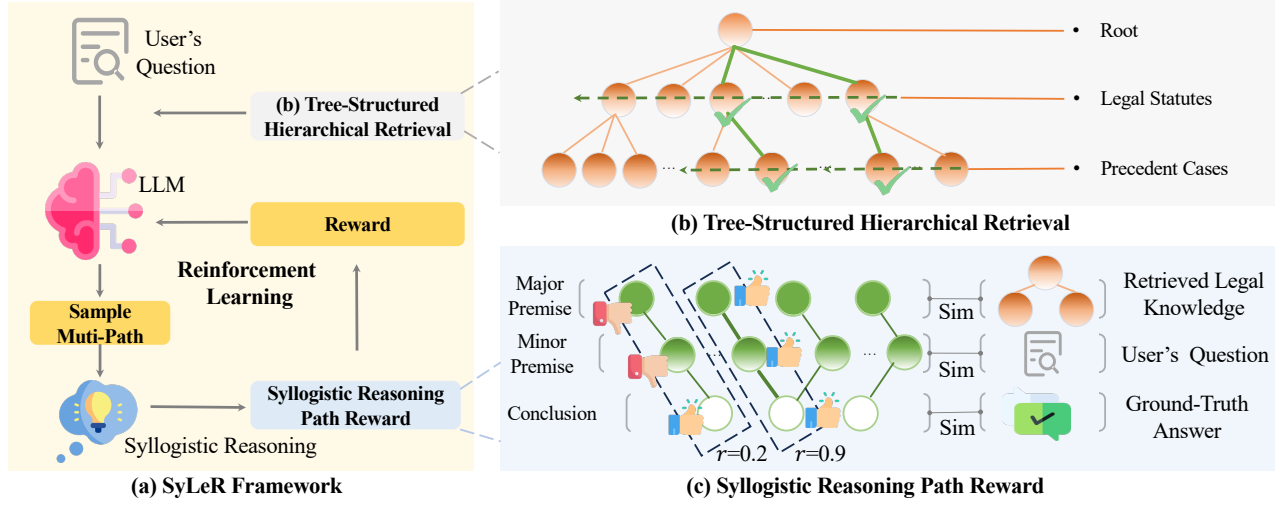 User's
Question
(b) Tree-Structured
Hierarchical Retrieval
LLM
Reward
Reinforcement
Learning
Sample
Muti-Path
Syllogistic Reasoning
Path Reward
Syllogistic Reasoning
(a) SyLeR Framework
• Root
... 
• Legal Statutes
... ... ...
• Precedent Cases
(b) Tree-Structured Hierarchical Retrieval
Major
Premise
Sim
Retrieved Legal
Knowledge
Minor
Premise
... ...
Sim
User's Question
Conclusion
Sim
Ground-Truth
Answer
r=0.2
r=0.9
(c) Syllogistic Reasoning Path Reward